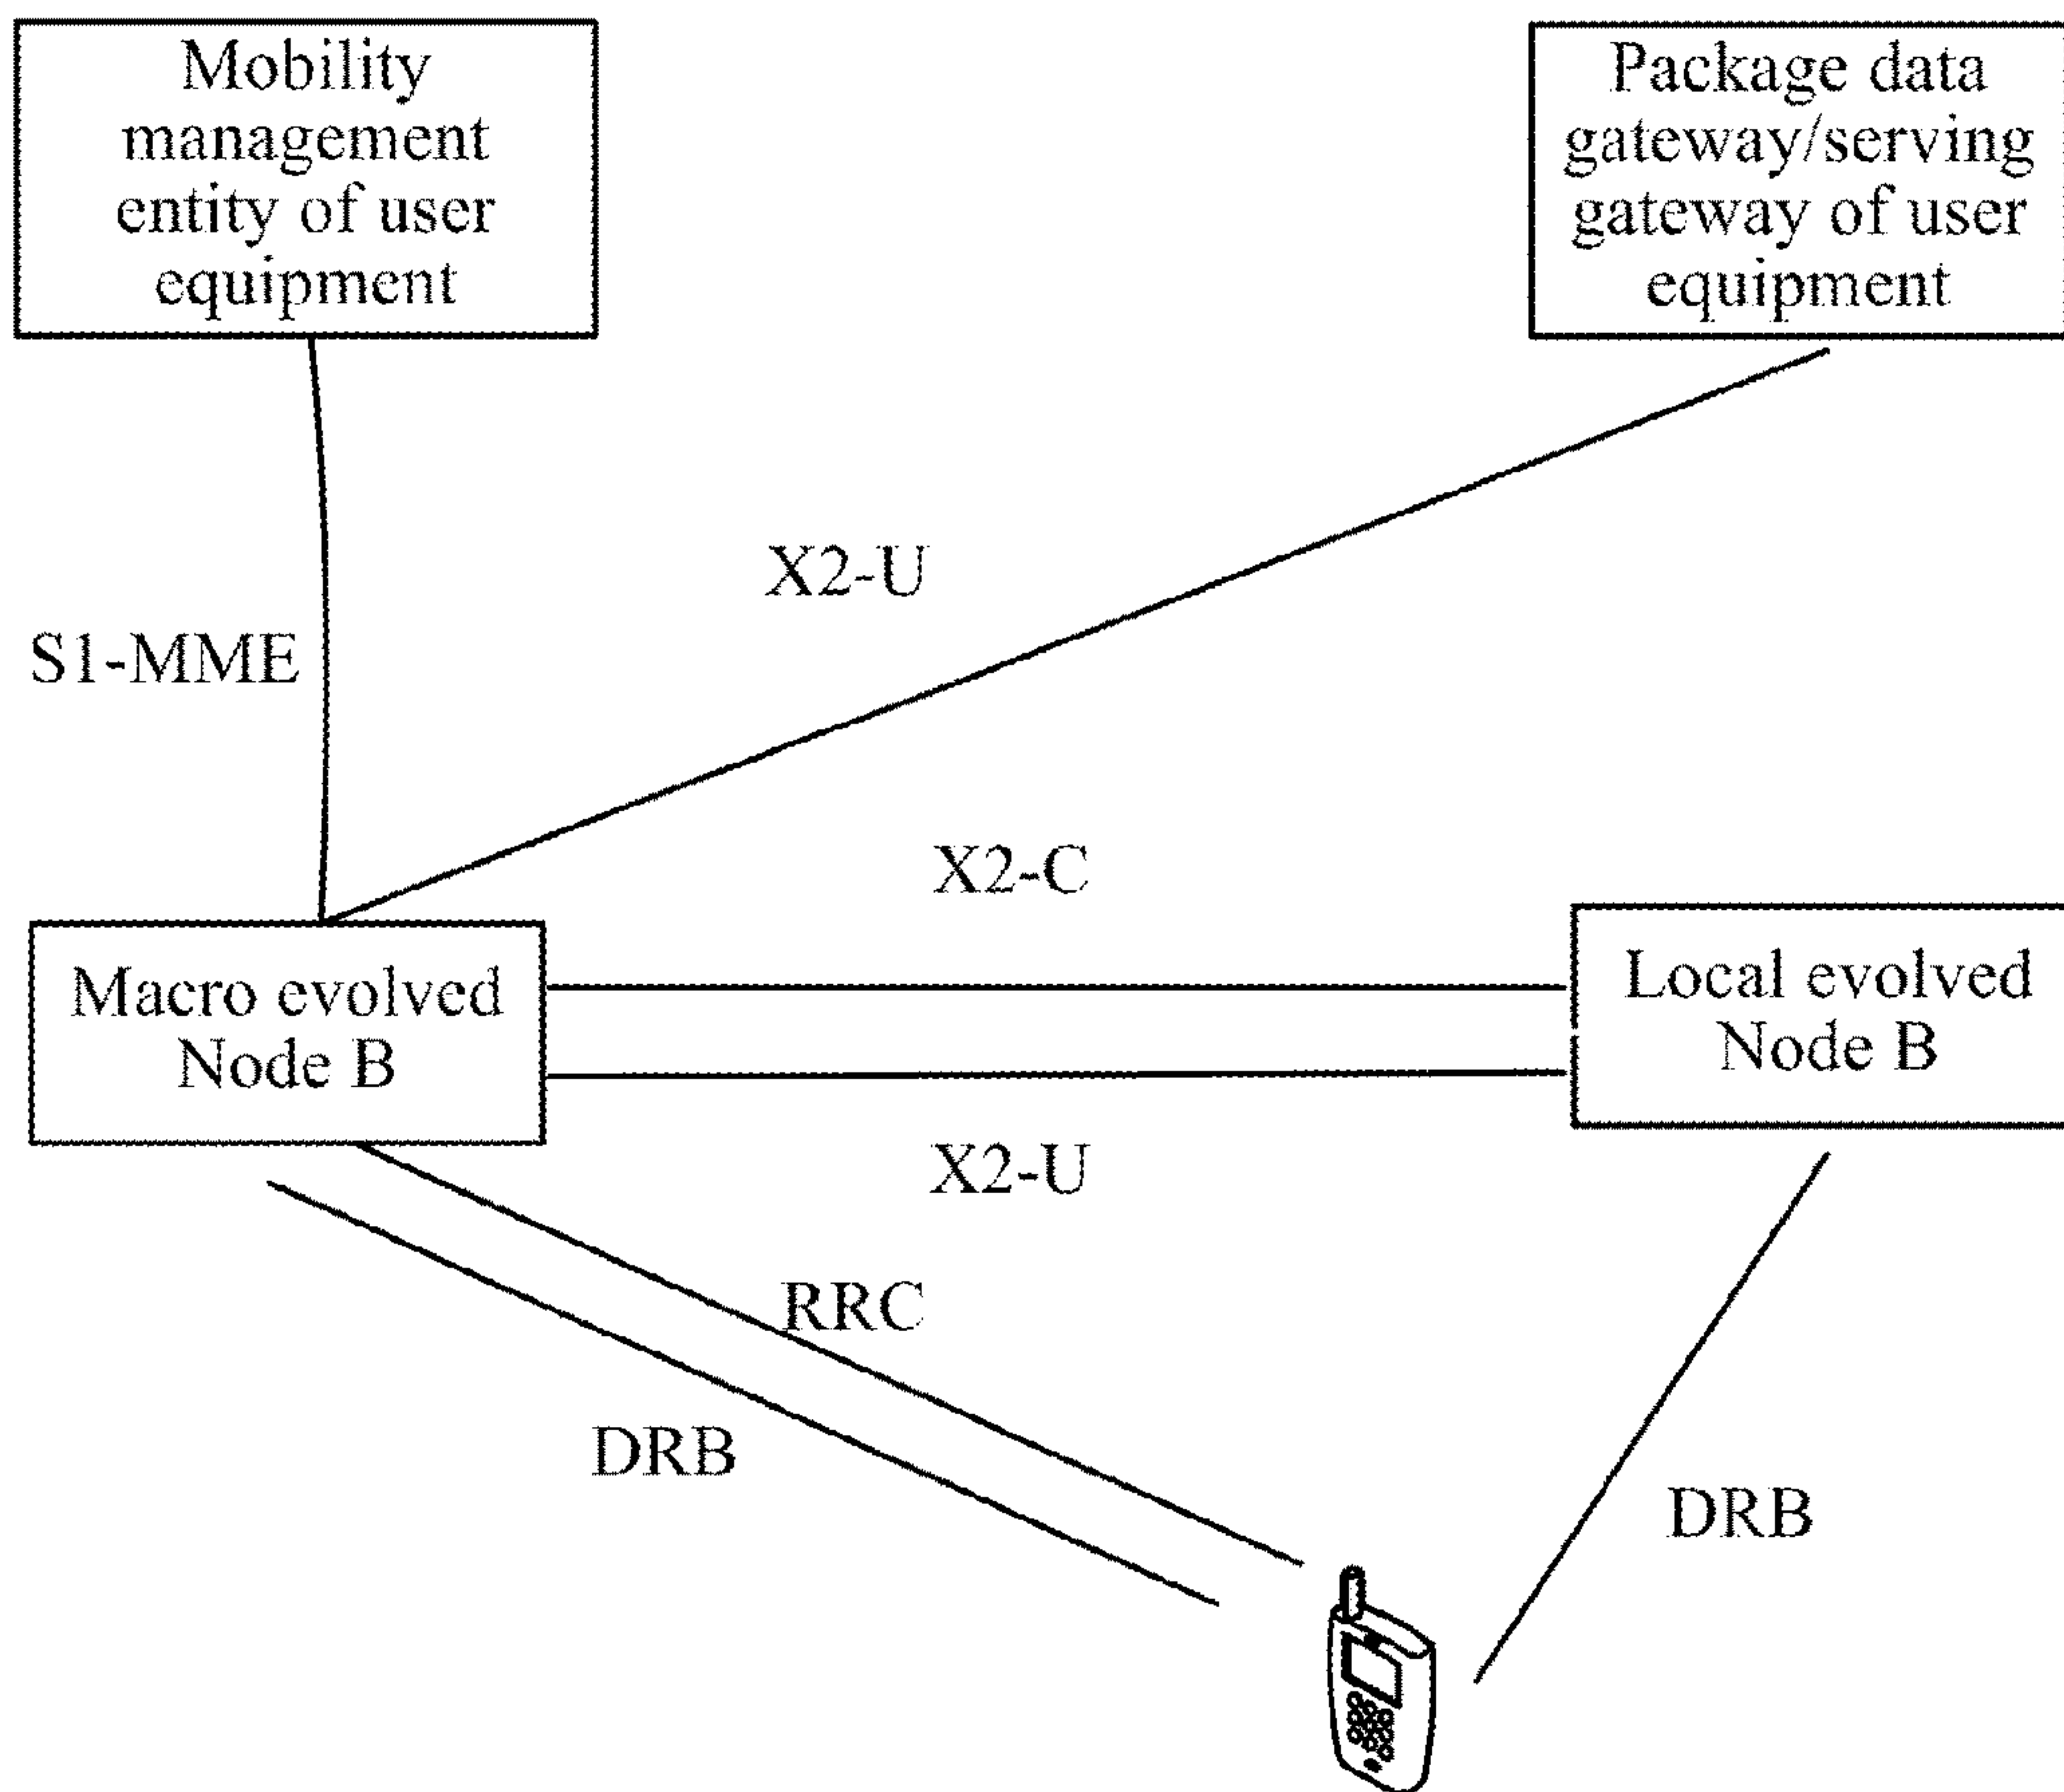 Mobility
management
entity of user
equipment
Package data
gateway/serving
gateway of user
equipment
X2-U
S1-MME
X2-C
Macro evolved
Node B
Local evolved
Node B
X2-U
RRC
DRB
DRB